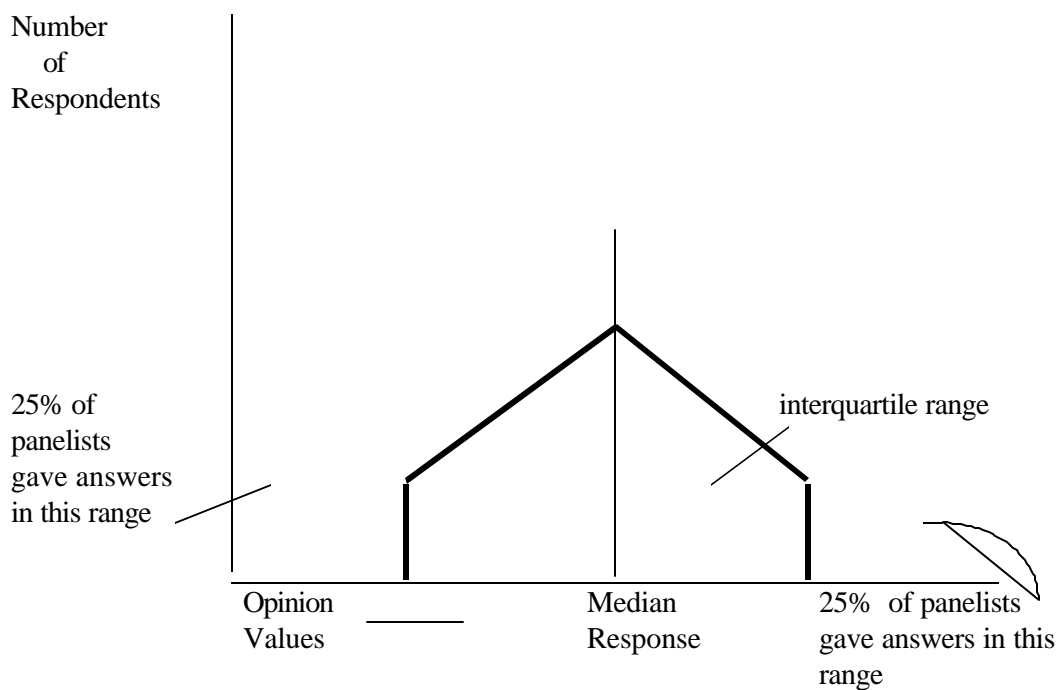 Number
of
Respondents
25% of
panelists
gave answers
in this range
interquartile range
Opinion
Values
Median
Response
25% of panelists
gave answers in this
range